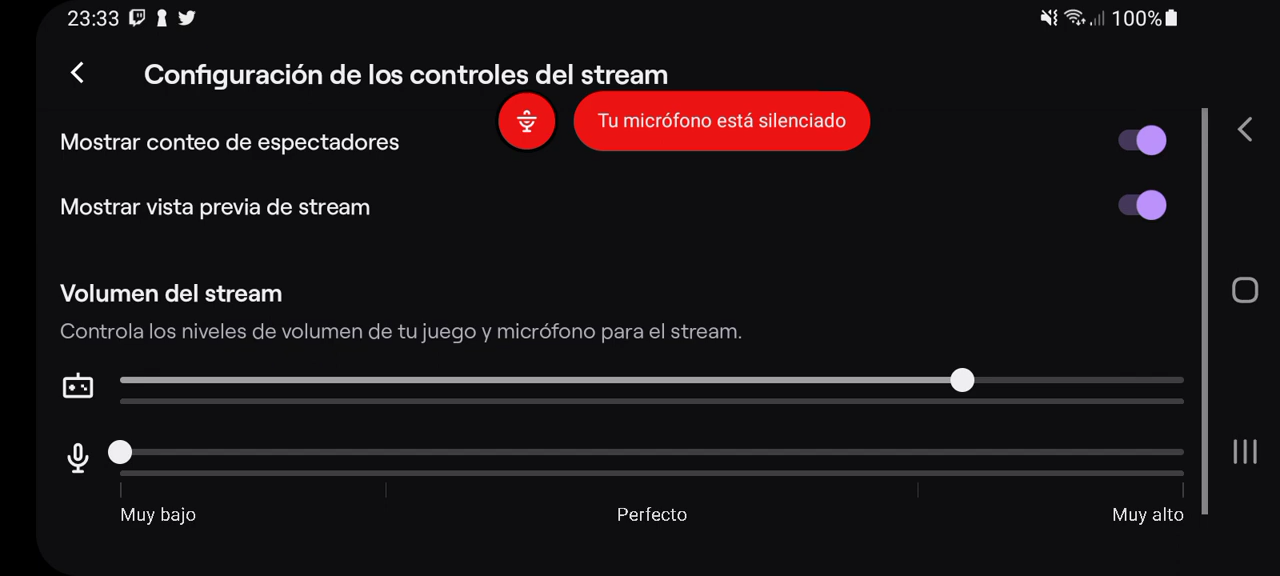 23:33
100%
Configuración de los controles del stream
Tu micrófono está silenciado
Mostrar conteo de espectadores
Mostrar vista previa de stream
Volumen del stream
Controla los niveles de volumen de tu juego y micrófono para el stream.
Muy bajo
Perfecto
Muy alto